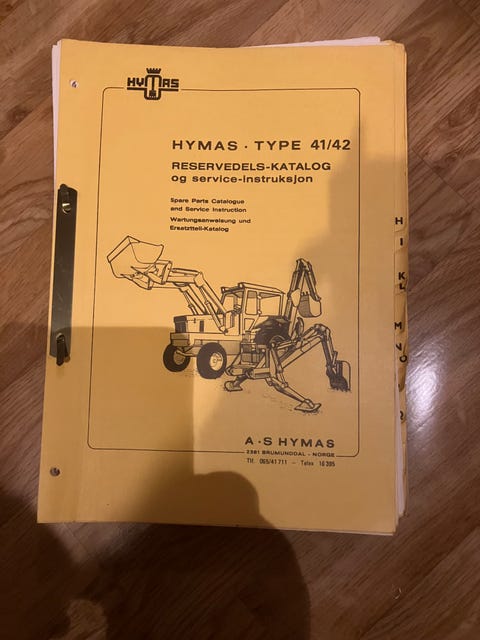 HYMAS
HYMAS · TYPE 41/42
RESERVEDELS-KATALOG
og service-instruksjon
Spare Parts Catalogue
and Service Instruction
Wartungsanweisung und
Ersatzteil-Katalog
A·S HYMAS
2381 BRUMUNDDAL - NORGE
Tlf. 065/41 711 – Telex 16 395
H
I
KL
M
N
O
R